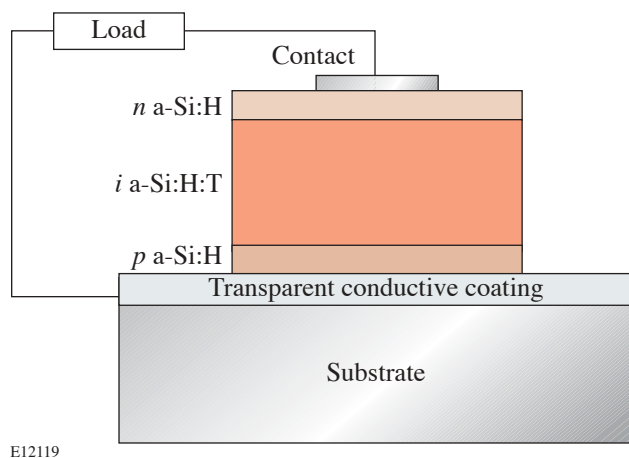 Load
Contact
n a-Si:H
i a-Si:H:T
p a-Si:H
Transparent conductive coating
Substrate
E12119